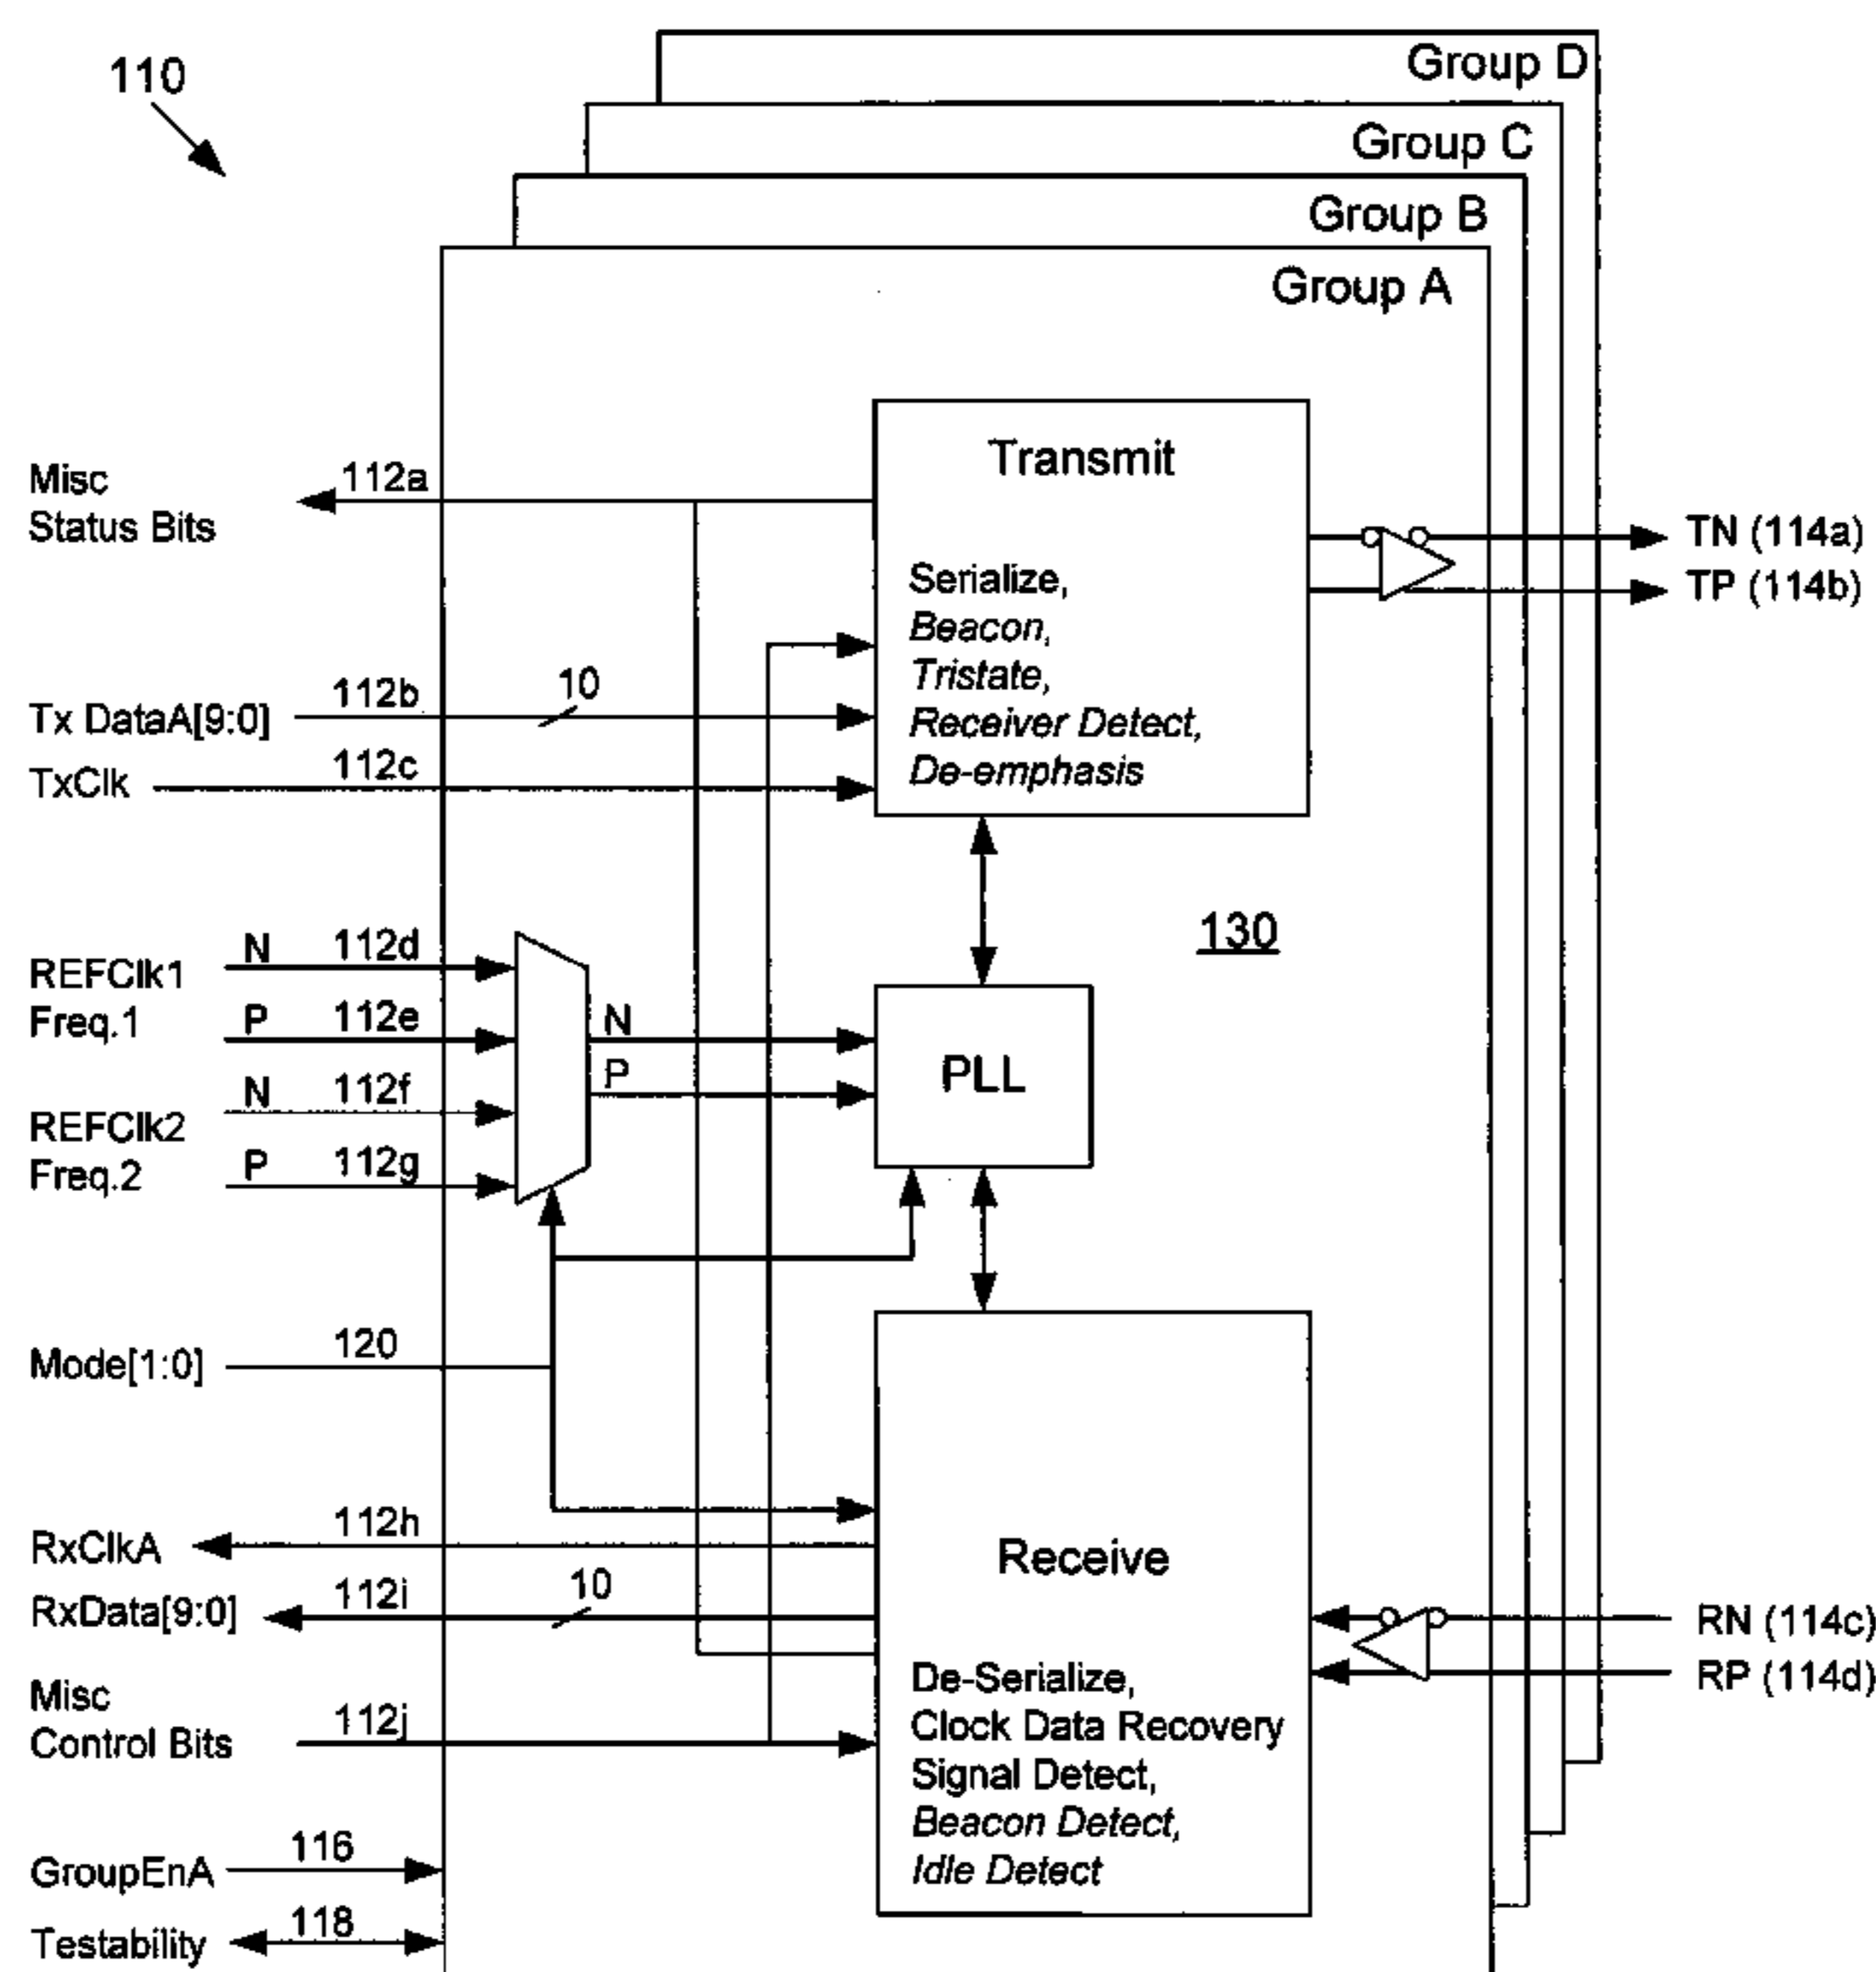 110
Group D
Group C
Group B
Group A
Misc
Status Bits
112a
Transmit
Serialize,
Beacon,
Tristate,
Receiver Detect,
De-emphasis
TN (114a)
TP (114b)
Tx DataA[9:0]
112b
10
TxClk
112c
130
REFClk1
Freq.1
N
112d
P
112e
REFClk2
Freq.2
N
112f
P
112g
N
P
PLL
Mode[1:0]
120
RxClkA
112h
RxData[9:0]
112i
10
Misc
Control Bits
112j
Receive
De-Serialize,
Clock Data Recovery
Signal Detect,
Beacon Detect,
Idle Detect
RN (114c)
RP (114d)
GroupEnA
116
Testability
118